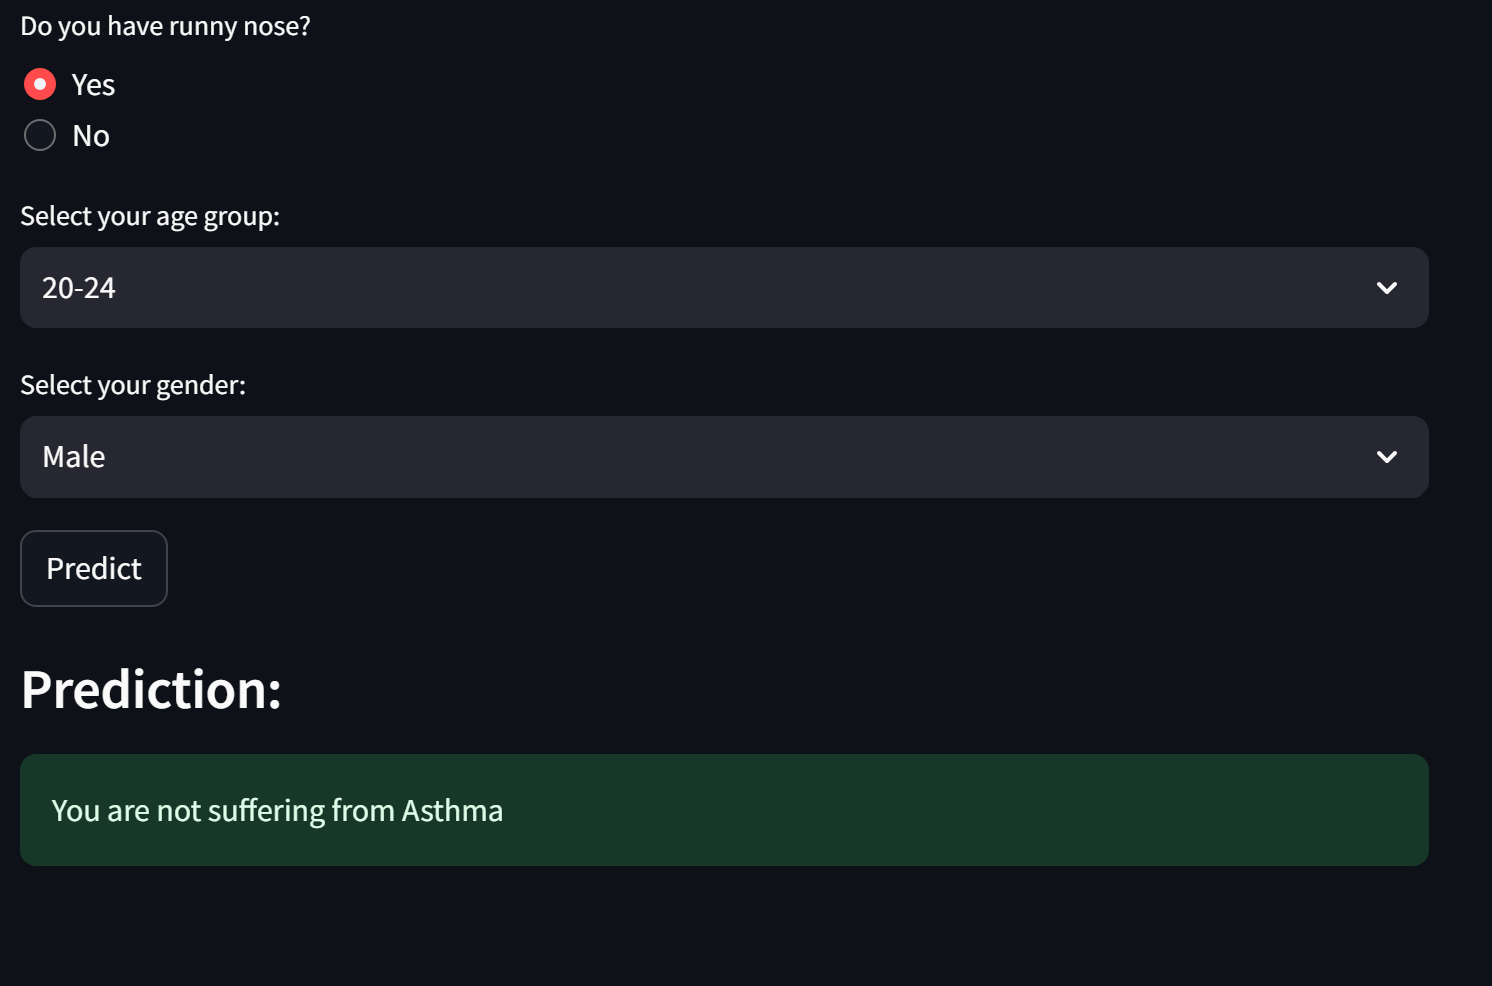 Do you have runny nose?
Yes
No
Select your age group:
20-24
Select your gender:
Male
Predict
Prediction:
You are not suffering from Asthma